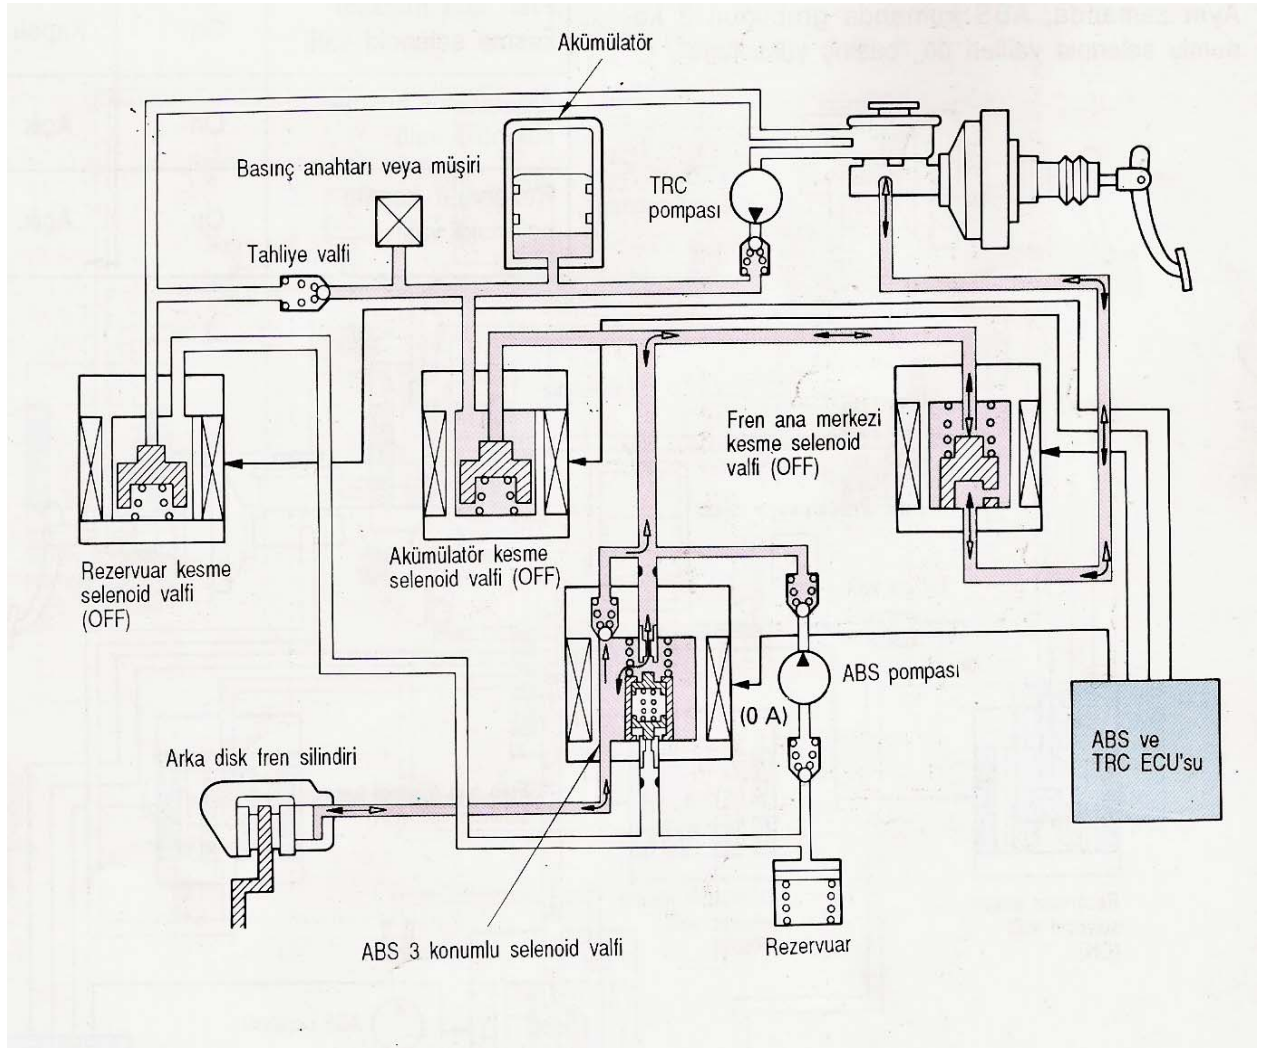 Akümülatör
Basınç anahtarı veya müşiri
TRC
pompası
Tahliye valfi
Fren ana merkezi
kesme selenoid
valfi (OFF)
Akümülatör kesme
selenoid valfi (OFF)
Rezervuar kesme
selenoid valfi
(OFF)
ABS pompası
(0 A)
ABS ve
TRC ECU'su
Arka disk fren silindiri
ABS 3 konumlu selenoid valfi
Rezervuar